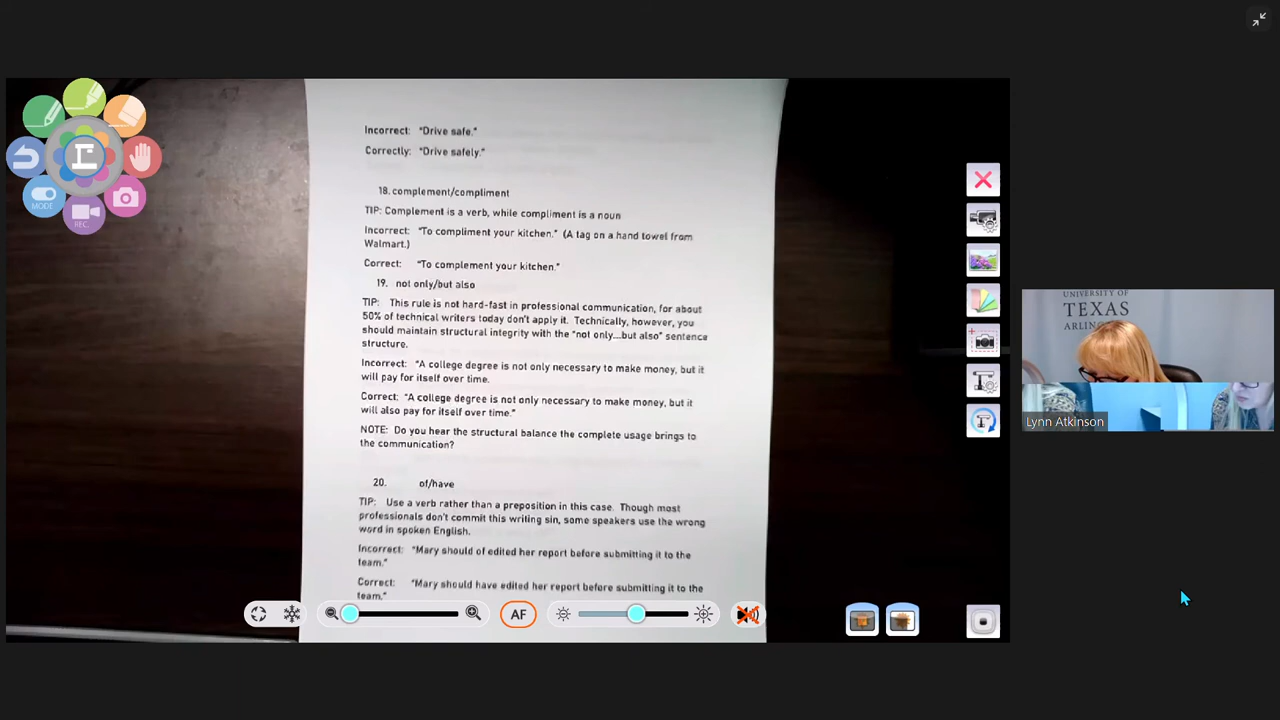 Incorrect: "Drive safe."
Correctly: "Drive safely."
18. complement/compliment
TIP: Complement is a verb, while compliment is a noun
Incorrect: "To compliment your kitchen." (A tag on a hand towel from
Walmart.)
Correct: "To complement your kitchen."
19. not only/but also
TIP: This rule is not hard-fast in professional communication, for about
50% of technical writers today don't apply it. Technically, however, you
should maintain structural integrity with the "not only...but also" sentence
structure.
Incorrect: "A college degree is not only necessary to make money, but it
will pay for itself over time.
Correct: "A college degree is not only necessary to make money, but it
will also pay for itself over time."
NOTE: Do you hear the structural balance the complete usage brings to
the communication?
20. of/have
TIP: Use a verb rather than a preposition in this case. Though most
professionals don't commit this writing sin, some speakers use the wrong
word in spoken English.
Incorrect: "Mary should of edited her report before submitting it to the
team."
Correct: "Mary should have edited her report before submitting it to the
team."
MODE
REC.
AF
UNIVERSITY OF
TEXAS
ARLING
Lynn Atkinson